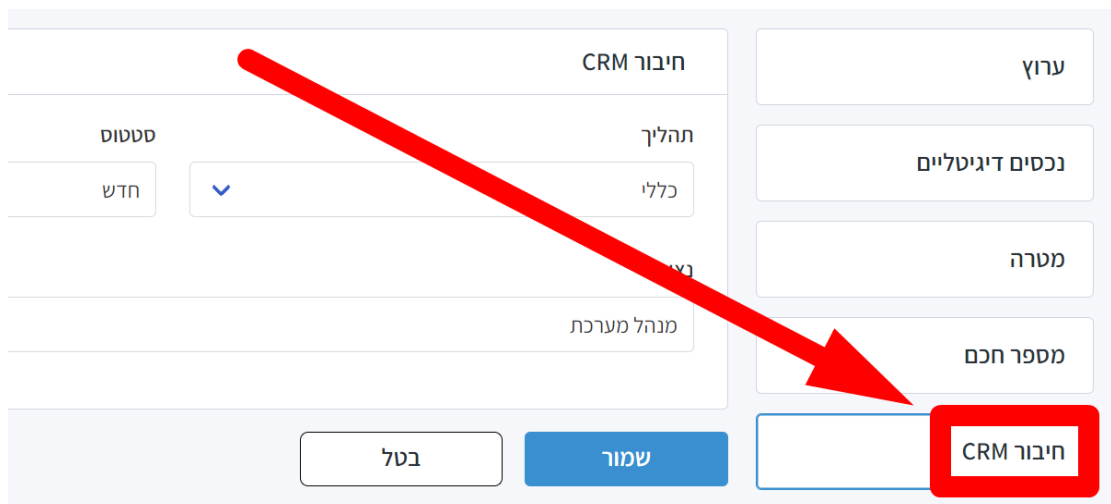 ערוץ
נכסים דיגיטליים
מטרה
מספר חכם
חיבור CRM
חיבור CRM
תהליך
סטטוס
כללי
חדש
מנהל מערכת
שמור
בטל